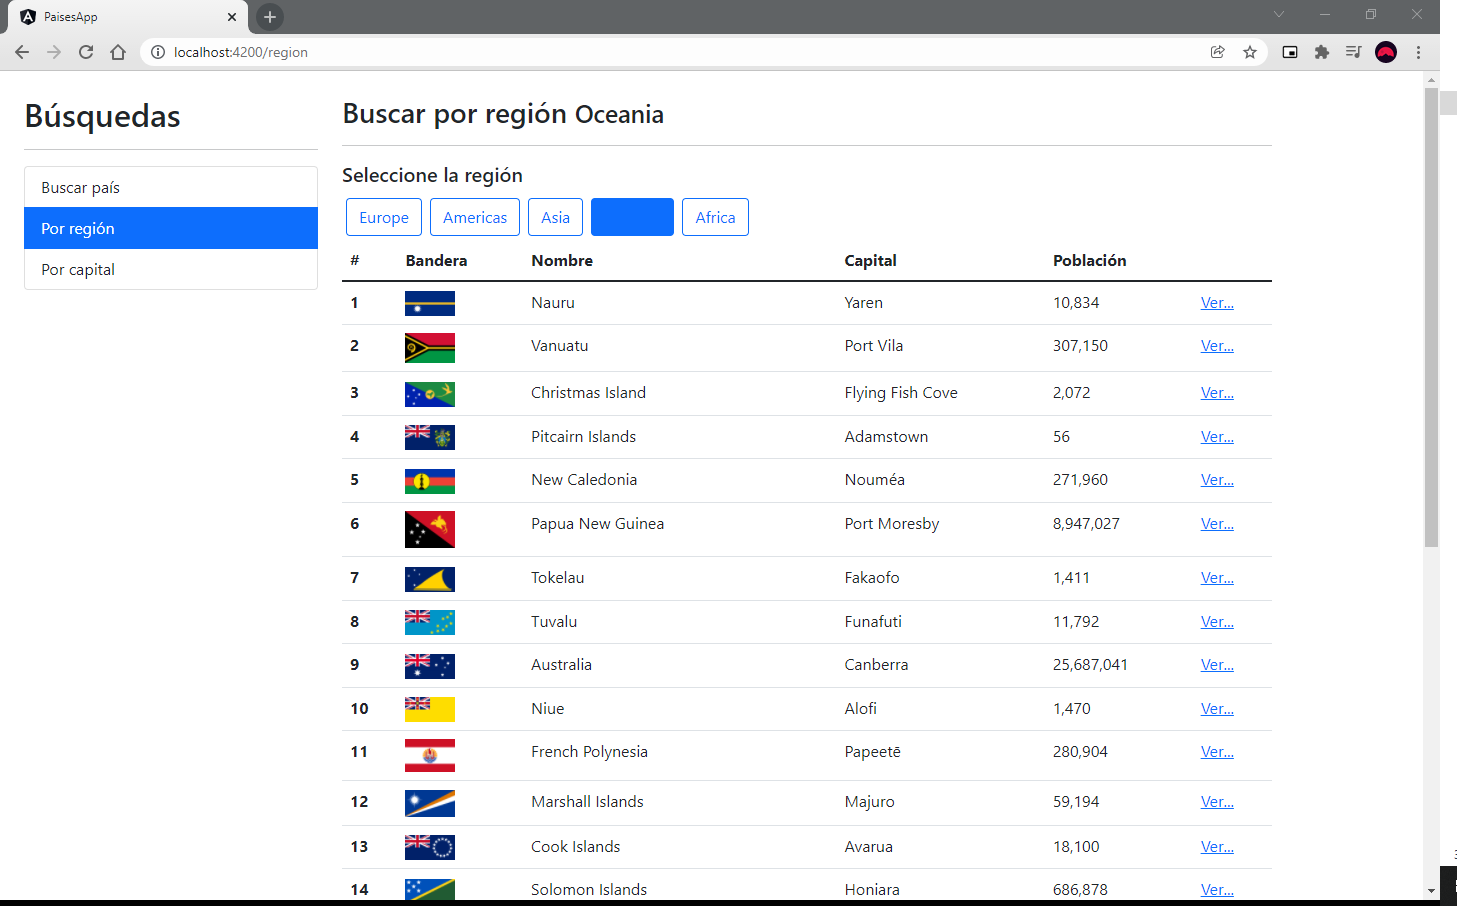 PaisesApp
localhost:4200/region
Búsquedas
Buscar país
Por región
Por capital
Buscar por región Oceania
Seleccione la región
Europe Americas Asia Africa
# Bandera Nombre Capital Población
1 Nauru Yaren 10,834 Ver...
2 Vanuatu Port Vila 307,150 Ver...
3 Christmas Island Flying Fish Cove 2,072 Ver...
4 Pitcairn Islands Adamstown 56 Ver...
5 New Caledonia Nouméa 271,960 Ver...
6 Papua New Guinea Port Moresby 8,947,027 Ver...
7 Tokelau Fakaofo 1,411 Ver...
8 Tuvalu Funafuti 11,792 Ver...
9 Australia Canberra 25,687,041 Ver...
10 Niue Alofi 1,470 Ver...
11 French Polynesia Papeetē 280,904 Ver...
12 Marshall Islands Majuro 59,194 Ver...
13 Cook Islands Avarua 18,100 Ver...
14 Solomon Islands Honiara 686,878 Ver...